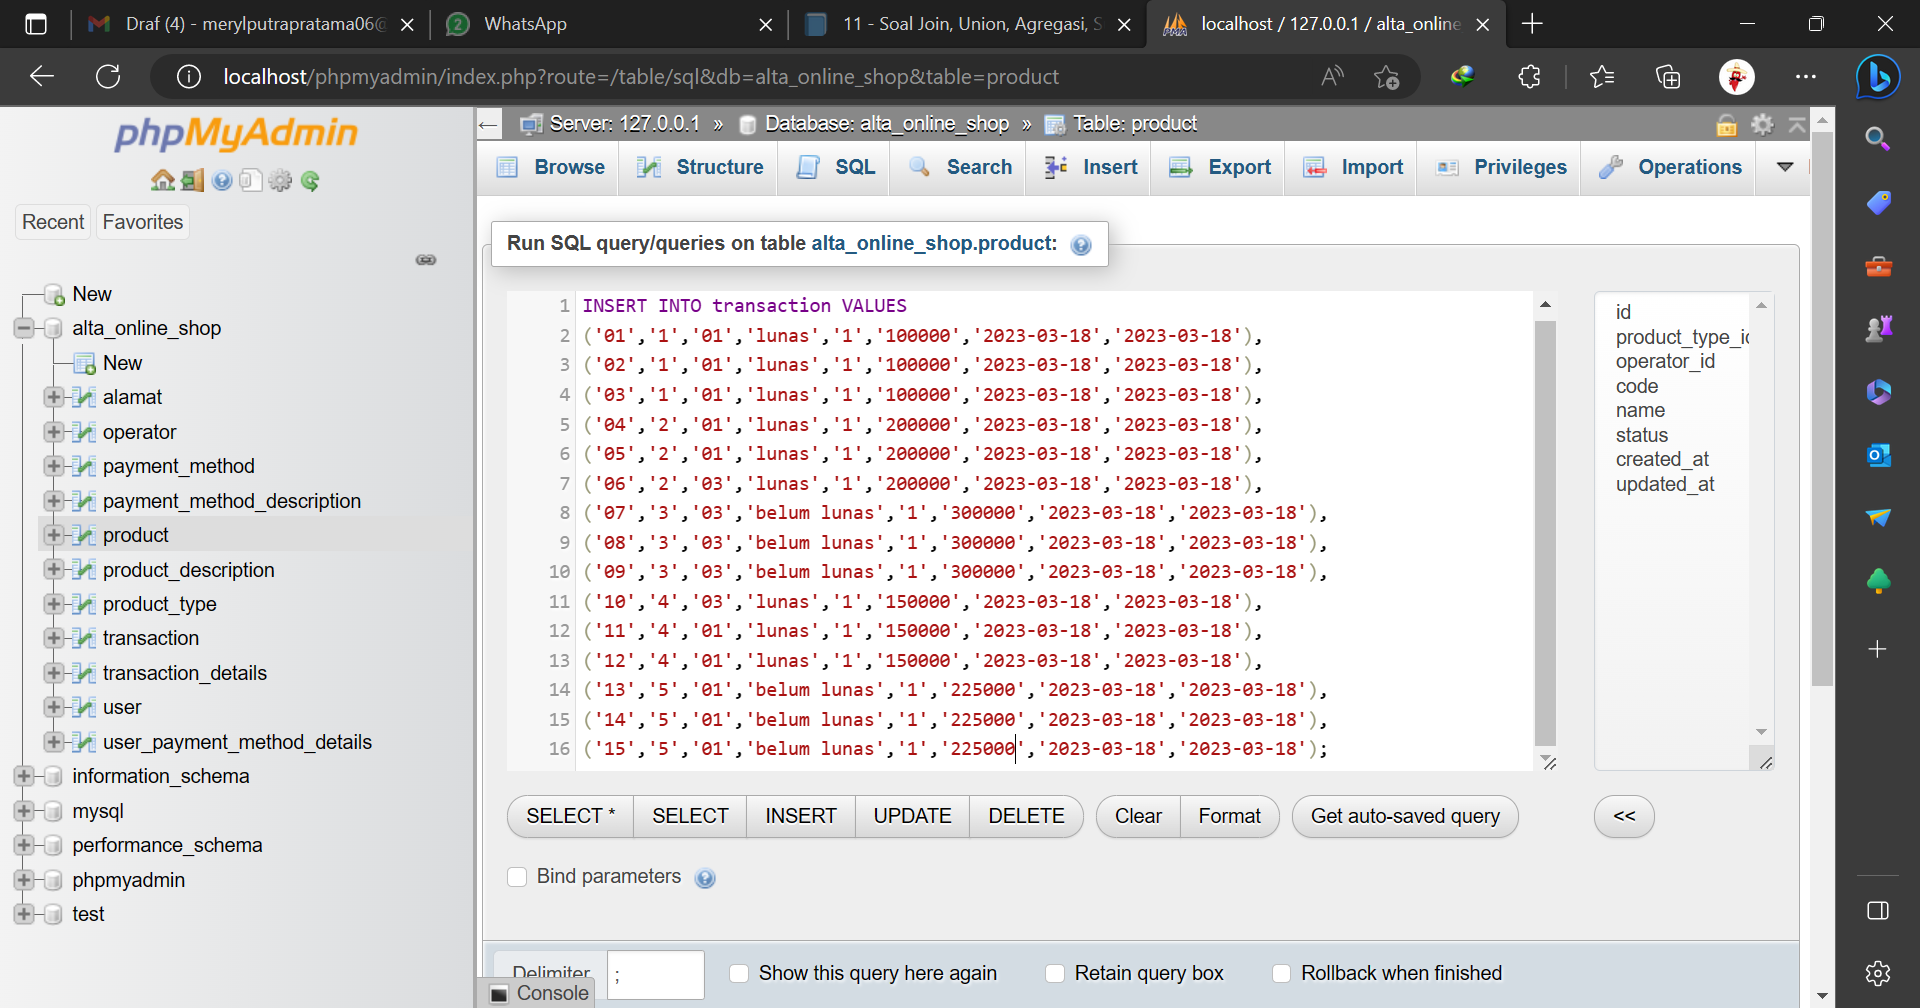 Draf (4) - merylputrapratama06@
2 WhatsApp
11 - Soal Join, Union, Agregasi, S
localhost / 127.0.0.1 / alta_online
localhost/phpmyadmin/index.php?route=/table/sql&db=alta_online_shop&table=product
phpMyAdmin
Recent Favorites
New
alta_online_shop
New
alamat
operator
payment_method
payment_method_description
product
product_description
product_type
transaction
transaction_details
user
user_payment_method_details
information_schema
mysql
performance_schema
phpmyadmin
test
Server: 127.0.0.1 » Database: alta_online_shop » Table: product
Browse Structure SQL Search Insert Export Import Privileges Operations
Run SQL query/queries on table alta_online_shop.product:
1 INSERT INTO transaction VALUES
2 ('01','1','01','lunas','1','100000','2023-03-18','2023-03-18'),
3 ('02','1','01','lunas','1','100000','2023-03-18','2023-03-18'),
4 ('03','1','01','lunas','1','100000','2023-03-18','2023-03-18'),
5 ('04','2','01','lunas','1','200000','2023-03-18','2023-03-18'),
6 ('05','2','01','lunas','1','200000','2023-03-18','2023-03-18'),
7 ('06','2','03','lunas','1','200000','2023-03-18','2023-03-18'),
8 ('07','3','03','belum lunas','1','300000','2023-03-18','2023-03-18'),
9 ('08','3','03','belum lunas','1','300000','2023-03-18','2023-03-18'),
10 ('09','3','03','belum lunas','1','300000','2023-03-18','2023-03-18'),
11 ('10','4','03','lunas','1','150000','2023-03-18','2023-03-18'),
12 ('11','4','01','lunas','1','150000','2023-03-18','2023-03-18'),
13 ('12','4','01','lunas','1','150000','2023-03-18','2023-03-18'),
14 ('13','5','01','belum lunas','1','225000','2023-03-18','2023-03-18'),
15 ('14','5','01','belum lunas','1','225000','2023-03-18','2023-03-18'),
16 ('15','5','01','belum lunas','1','225000','2023-03-18','2023-03-18');
id
product_type_id
operator_id
code
name
status
created_at
updated_at
SELECT * SELECT INSERT UPDATE DELETE Clear Format Get auto-saved query <<
Bind parameters
Delimiter ; Show this query here again Retain query box Rollback when finished
Console